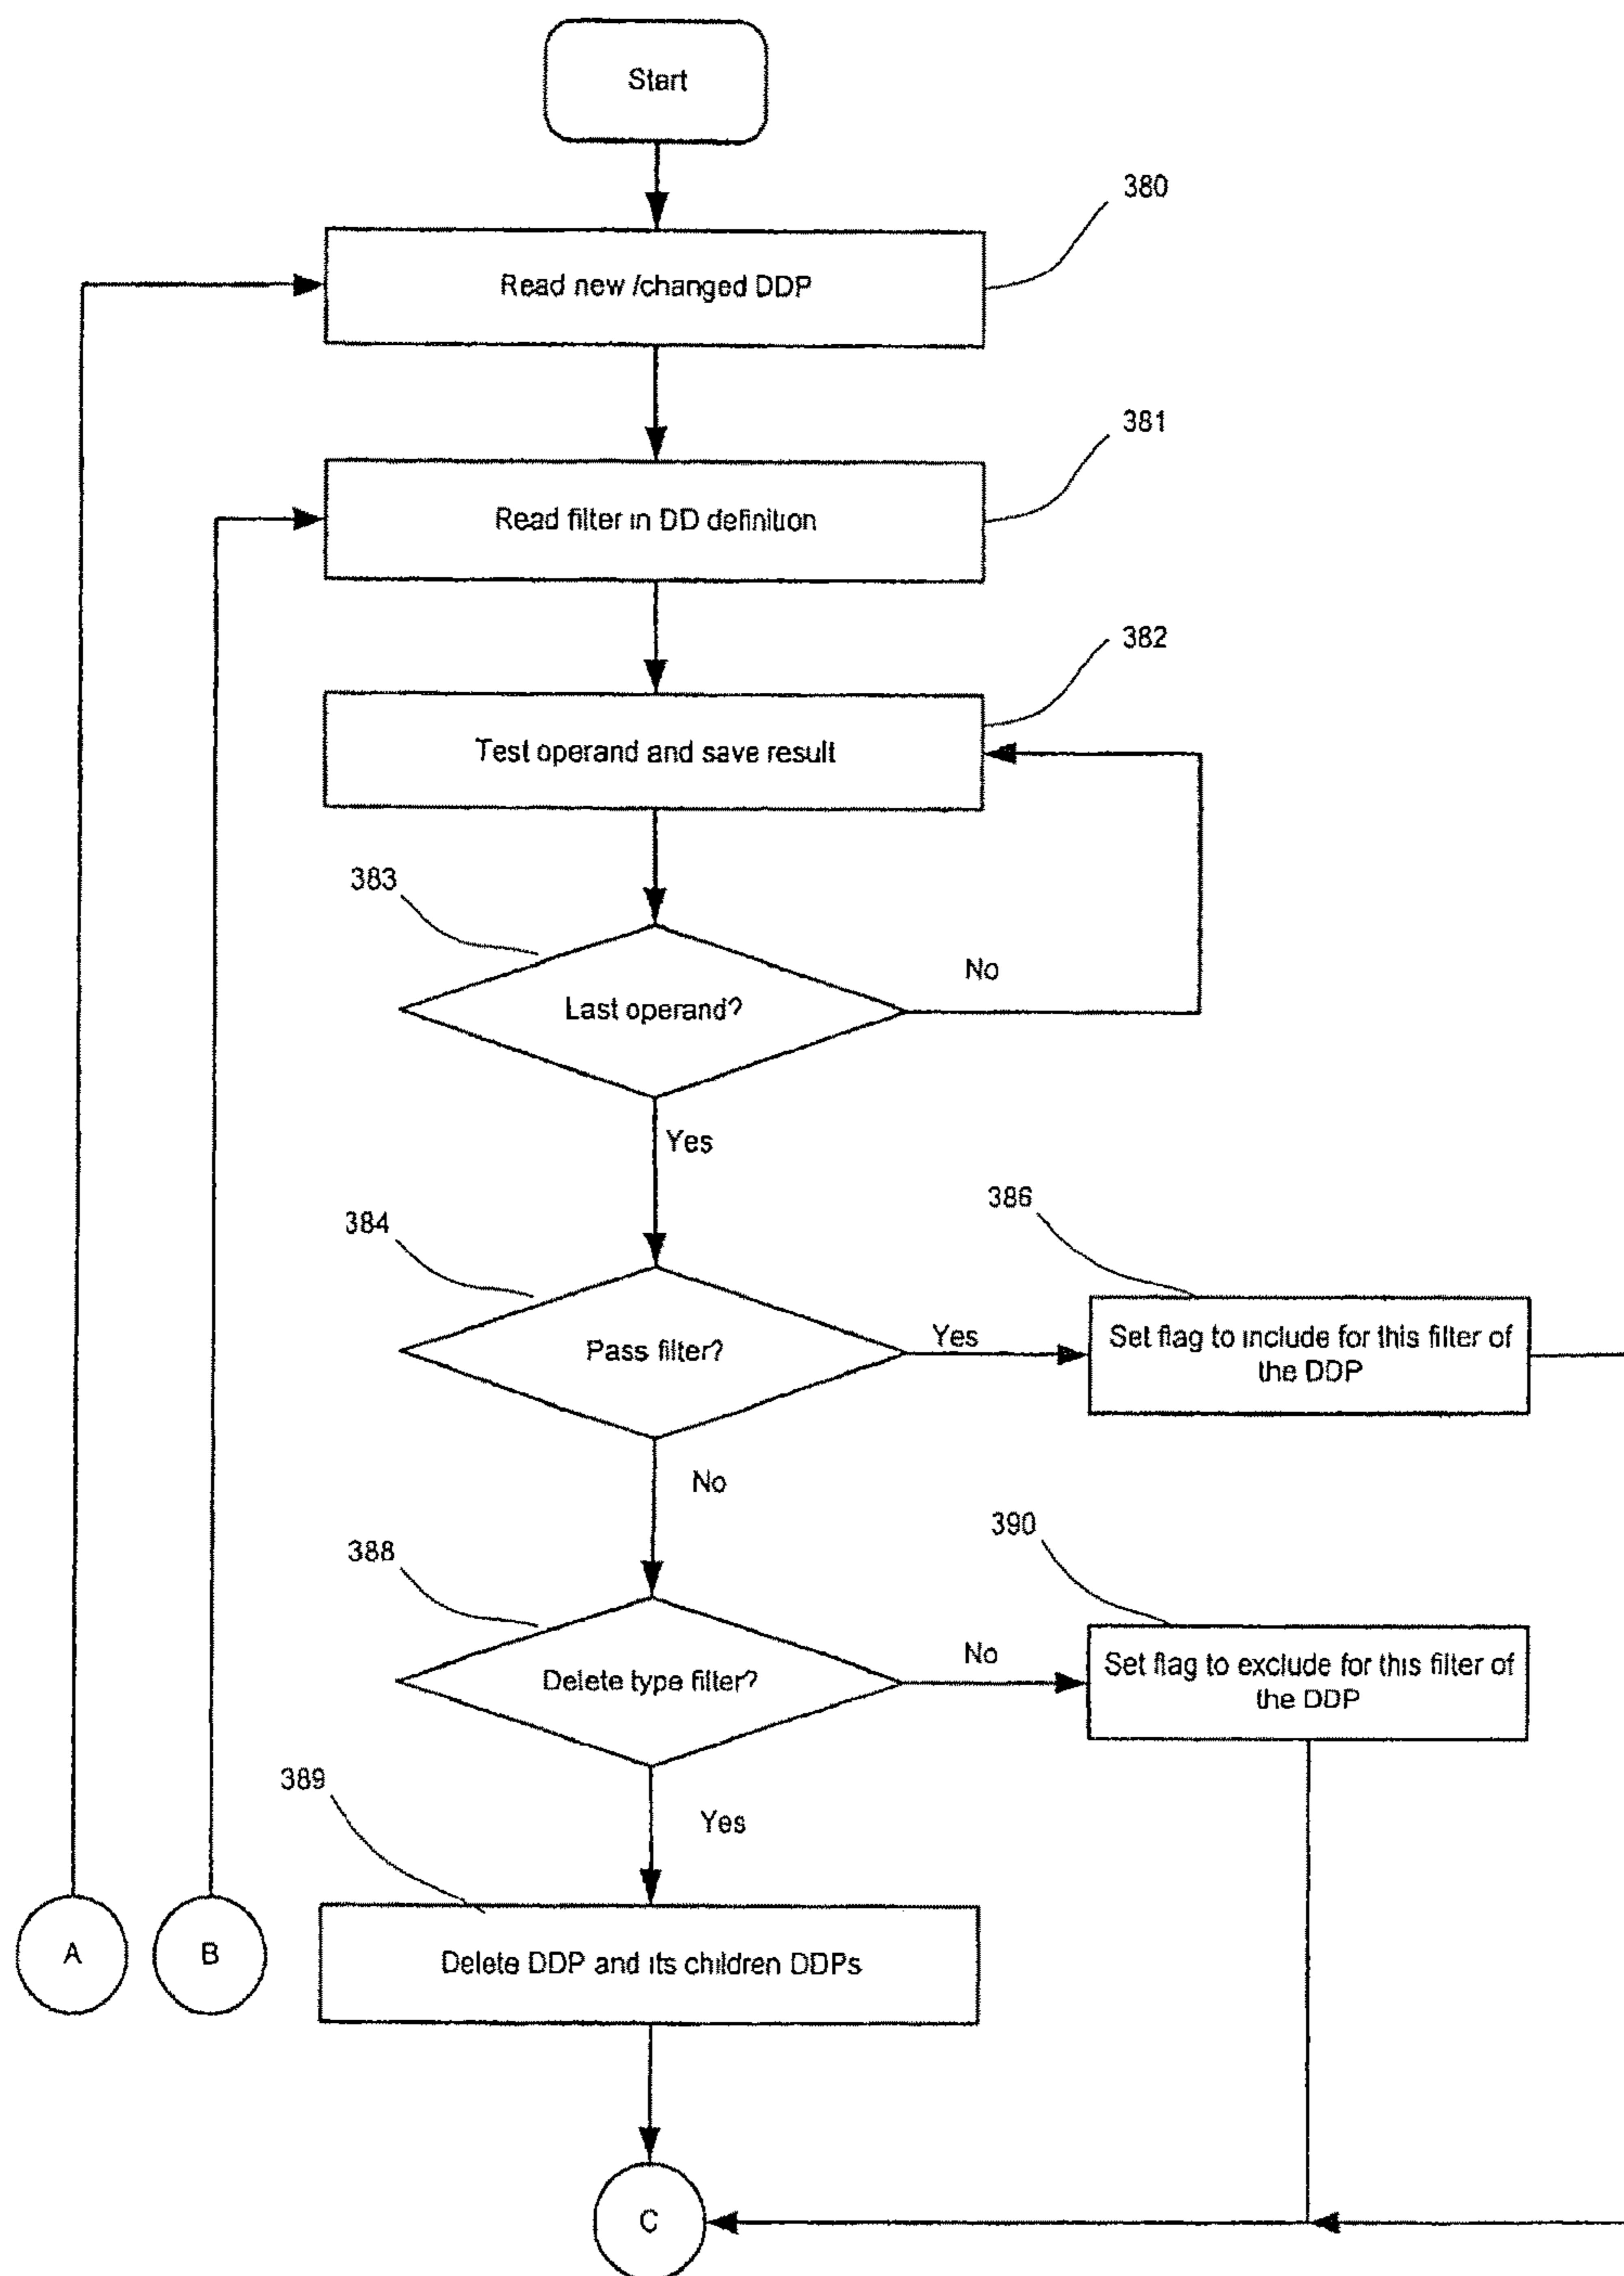 Start
380
Read new /changed DDP
381
Read filter in DD definition
382
Test operand and save result
383
Last operand?
No
Yes
384
Pass filter?
Yes
386
Set flag to include for this filter of
the DDP
No
388
Delete type filter?
No
390
Set flag to exclude for this filter of
the DDP
Yes
389
Delete DDP and its children DDPs
A
B
C